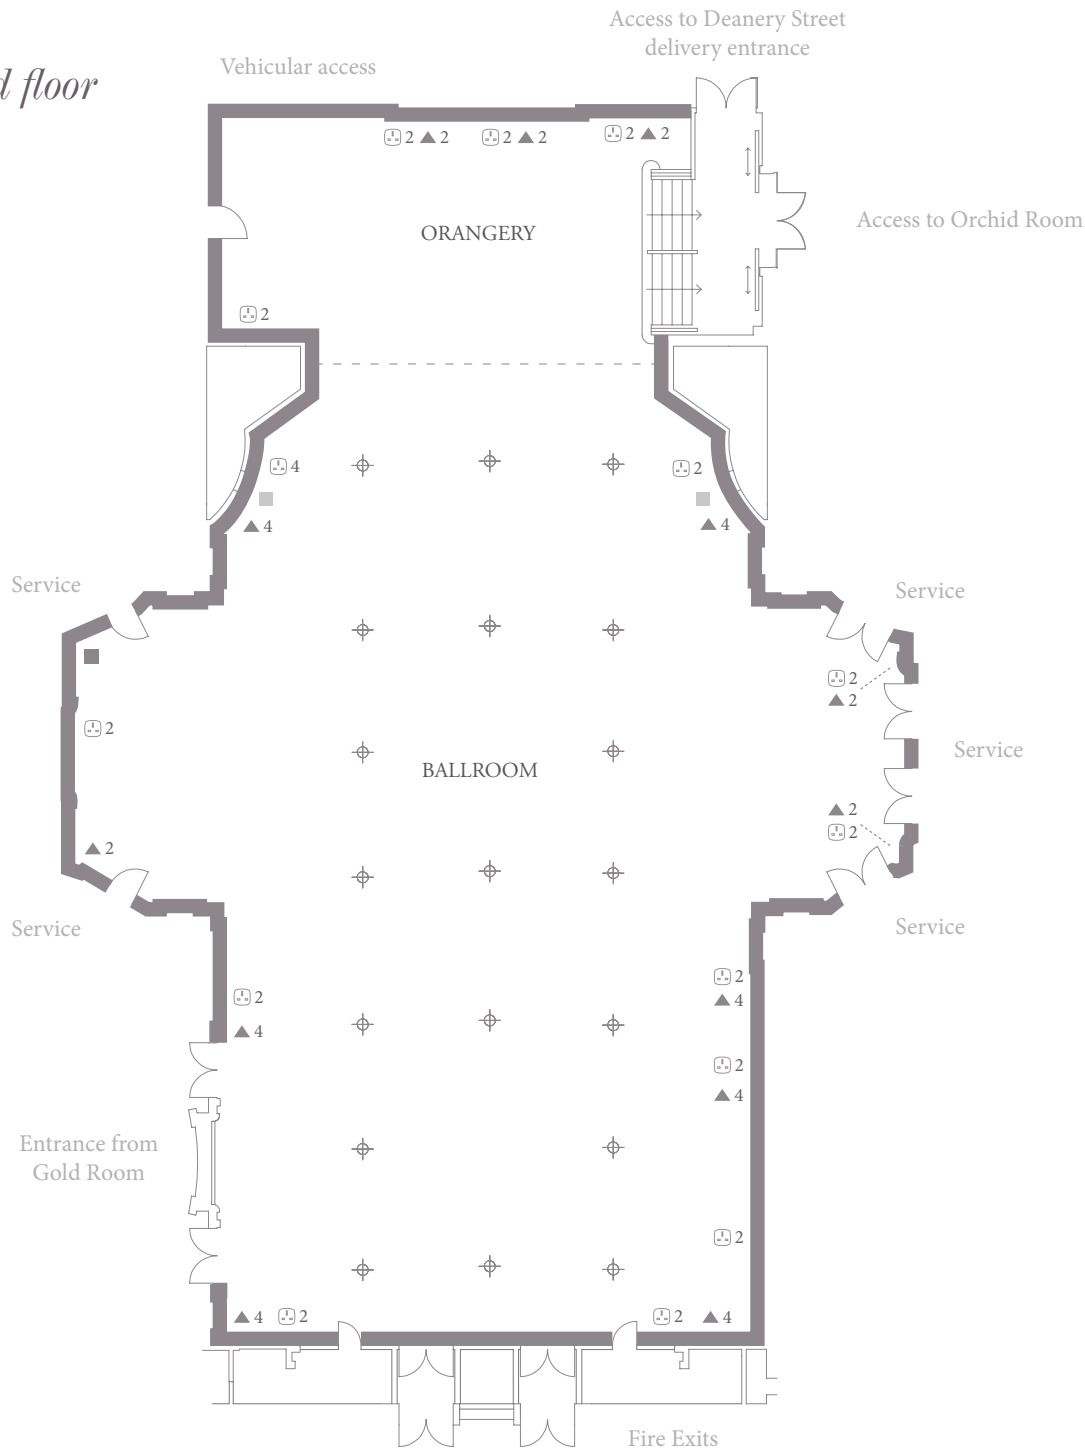 Access to Deanery Street
delivery entrance
Vehicular access
floor
2 2 2 2 2 2
Access to Orchid Room
ORANGERY
2
4 2
4 4
Service Service
2
2
2
Service
BALLROOM
2
2
2
Service Service
2
4
2
4
2
4
Entrance from
Gold Room
2
4 2 2 4
Fire Exits